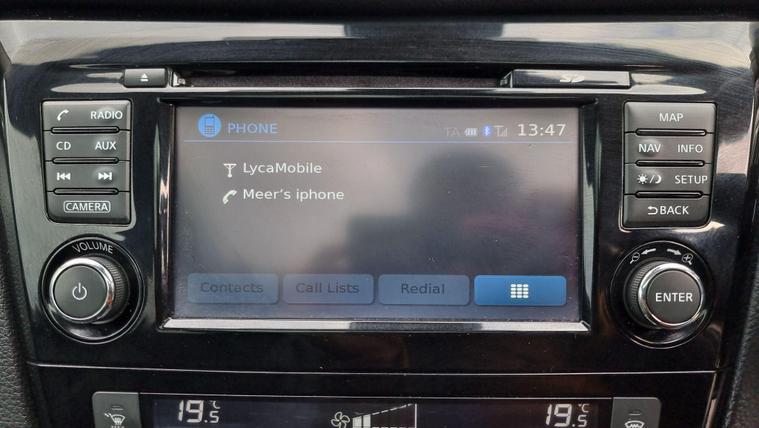 SD
RADIO
CD AUX
CAMERA
VOLUME
PHONE TA 13:47
LycaMobile
Meer's iphone
Contacts Call Lists Redial
MAP
NAV INFO
SETUP
BACK
ENTER
19.5°C 19.5°C